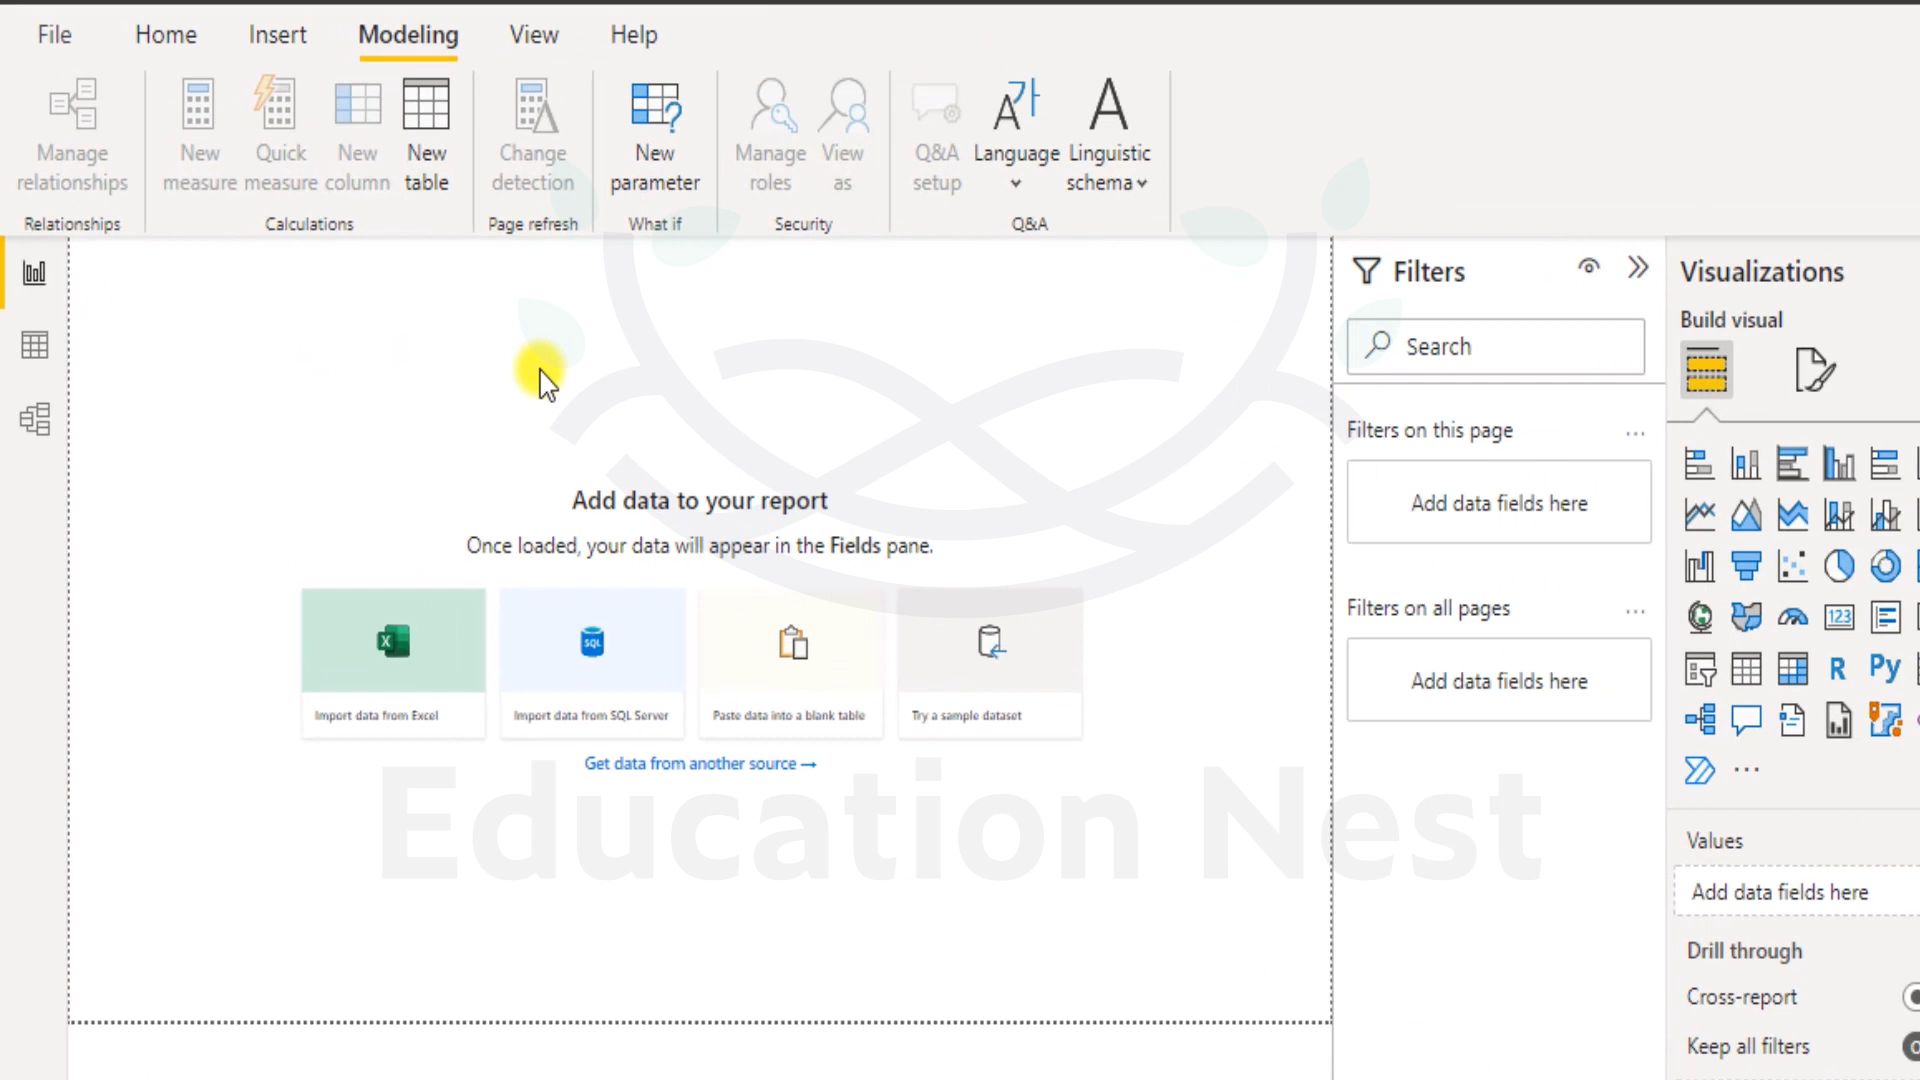 File Home Insert Modeling View Help
Manage relationships
New measure
Quick measure
New column
New table
Change detection
New parameter
Manage roles
View as
Q&A setup
Language
Linguistic schema
Relationships
Calculations
Page refresh
What if
Security
Q&A
Add data to your report
Once loaded, your data will appear in the Fields pane.
SQL
Import data from Excel
Import data from SQL Server
Paste data into a blank table
Try a sample dataset
Get data from another source →
Education Nest
Filters
Search
Filters on this page ...
Add data fields here
Filters on all pages ...
Add data fields here
Visualizations
Build visual
123
R Py
...
Values
Add data fields here
Drill through
Cross-report
Keep all filters